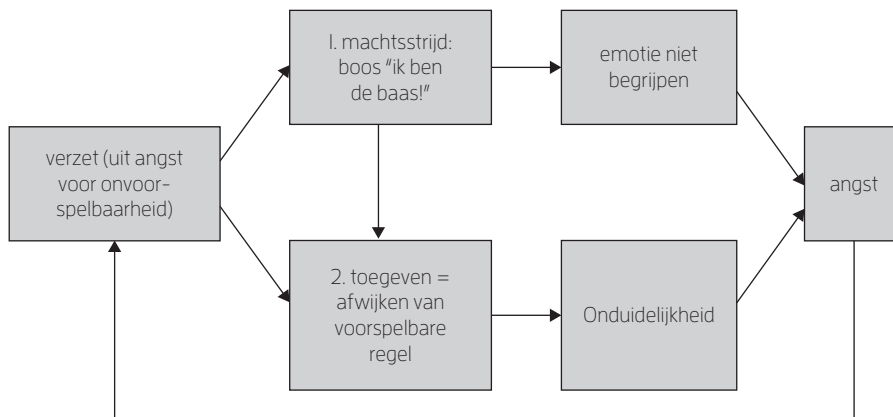 1. machtsstrijd:
boos "ik ben
de baas!"
emotie niet
begrijpen
verzet (uit angst
voor onvoor-
spelbaarheid)
angst
2. toegeven =
afwijken van
voorspelbare
regel
Onduidelijkheid